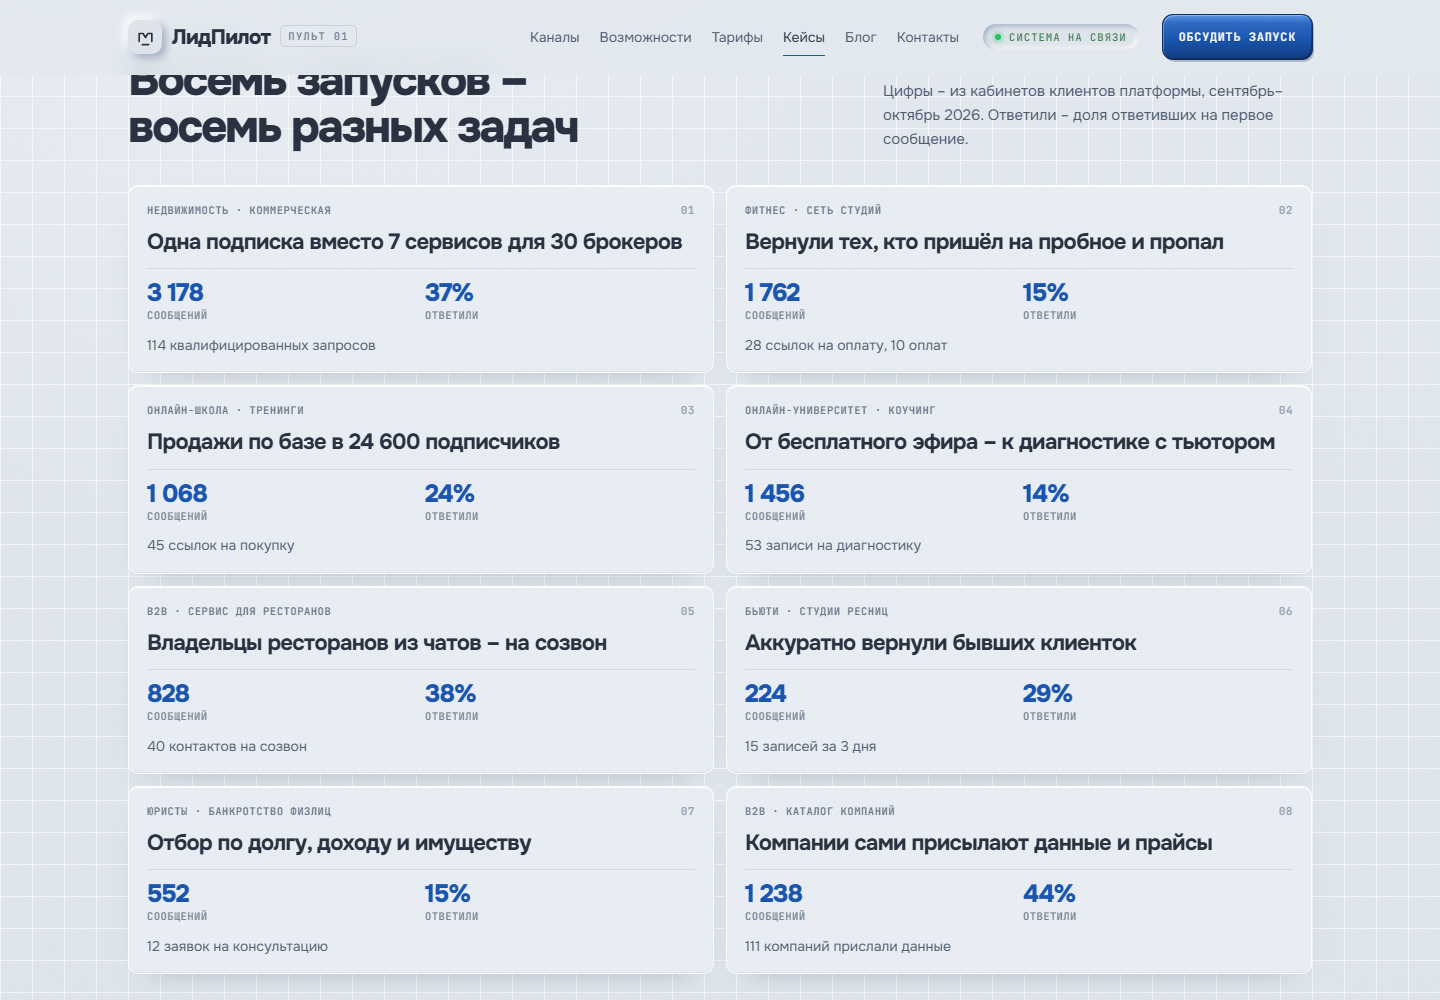 ЛидПилот
ПУЛЬТ 01
Каналы
Возможности
Тарифы
Кейсы
Блог
Контакты
СИСТЕМА НА СВЯЗИ
ОБСУДИТЬ ЗАПУСК
Восемь запусков –
восемь разных задач
Цифры – из кабинетов клиентов платформы, сентябрь–
октябрь 2026. Ответили – доля ответивших на первое
сообщение.
НЕДВИЖИМОСТЬ · КОММЕРЧЕСКАЯ
01
Одна подписка вместо 7 сервисов для 30 брокеров
3 178
СООБЩЕНИЙ
37%
ОТВЕТИЛИ
114 квалифицированных запросов
ФИТНЕС · СЕТЬ СТУДИЙ
02
Вернули тех, кто пришёл на пробное и пропал
1 762
СООБЩЕНИЙ
15%
ОТВЕТИЛИ
28 ссылок на оплату, 10 оплат
ОНЛАЙН-ШКОЛА · ТРЕНИНГИ
03
Продажи по базе в 24 600 подписчиков
1 068
СООБЩЕНИЙ
24%
ОТВЕТИЛИ
45 ссылок на покупку
ОНЛАЙН-УНИВЕРСИТЕТ · КОУЧИНГ
04
От бесплатного эфира – к диагностике с тьютором
1 456
СООБЩЕНИЙ
14%
ОТВЕТИЛИ
53 записи на диагностику
B2B · СЕРВИС ДЛЯ РЕСТОРАНОВ
05
Владельцы ресторанов из чатов – на созвон
828
СООБЩЕНИЙ
38%
ОТВЕТИЛИ
40 контактов на созвон
БЬЮТИ · СТУДИИ РЕСНИЦ
06
Аккуратно вернули бывших клиенток
224
СООБЩЕНИЙ
29%
ОТВЕТИЛИ
15 записей за 3 дня
ЮРИСТЫ · БАНКРОТСТВО ФИЗЛИЦ
07
Отбор по долгу, доходу и имуществу
552
СООБЩЕНИЙ
15%
ОТВЕТИЛИ
12 заявок на консультацию
B2B · КАТАЛОГ КОМПАНИЙ
08
Компании сами присылают данные и прайсы
1 238
СООБЩЕНИЙ
44%
ОТВЕТИЛИ
111 компаний прислали данные